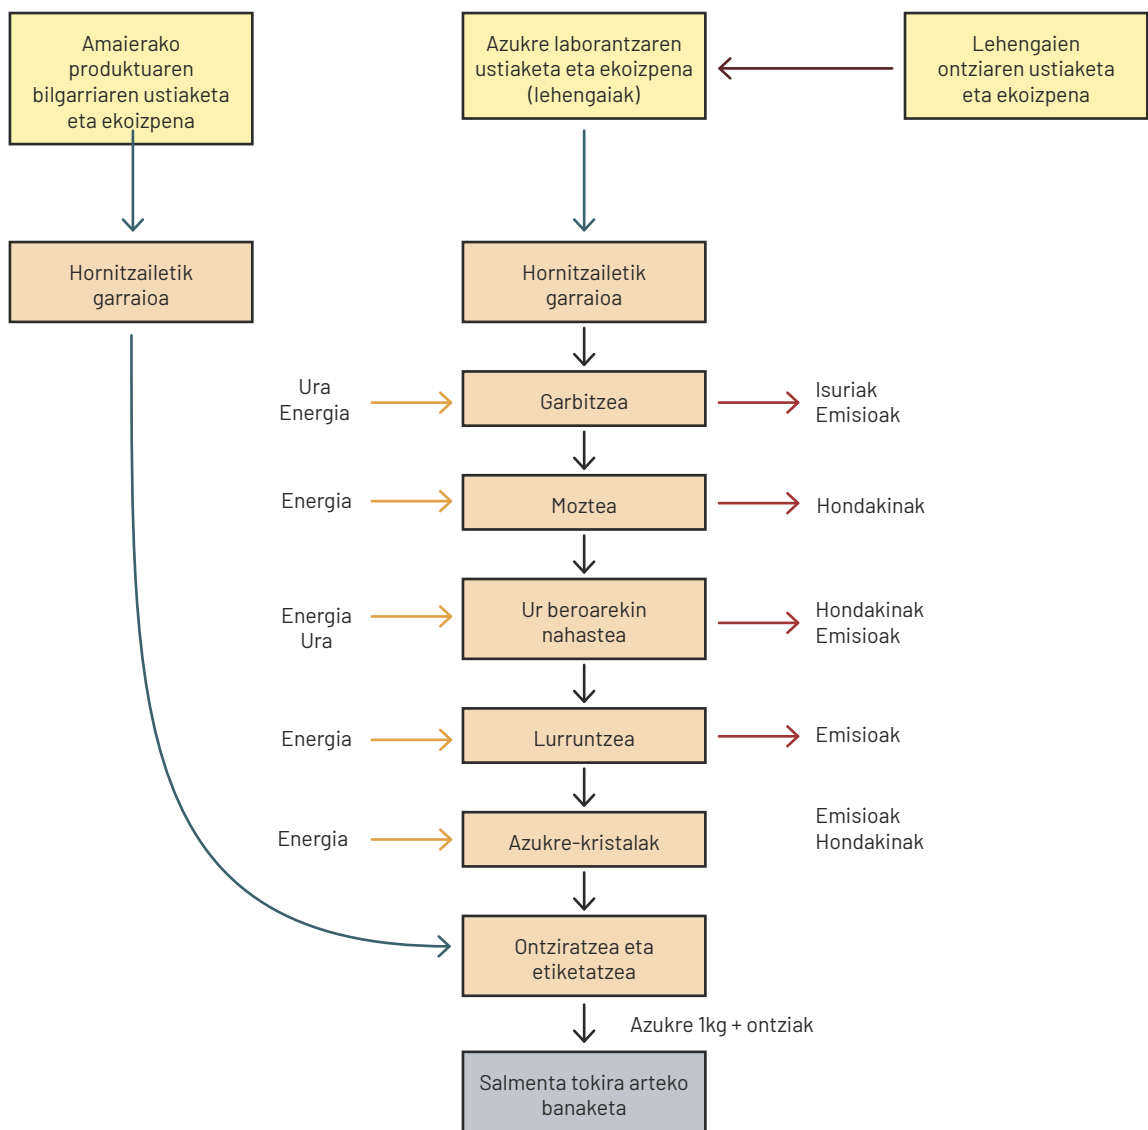 Amaierako
produktuaren
bilgarriaren ustiaketa
eta ekoizpena
Azukre laborantzaren
ustiaketa eta ekoizpena
(lehengaiak)
Lehengaien
ontziaren ustiaketa
eta ekoizpena
Hornitzailetik
garraioa
Hornitzailetik
garraioa
Ura
Energia
Garbitzea
Isuriak
Emisioak
Energia
Moztea
Hondakinak
Energia
Ura
Ur beroarekin
nahastea
Hondakinak
Emisioak
Energia
Lurruntzea
Emisioak
Energia
Azukre-kristalak
Emisioak
Hondakinak
Ontziratzea eta
etiketatzea
Azukre 1kg + ontziak
Salmenta tokira arteko
banaketa